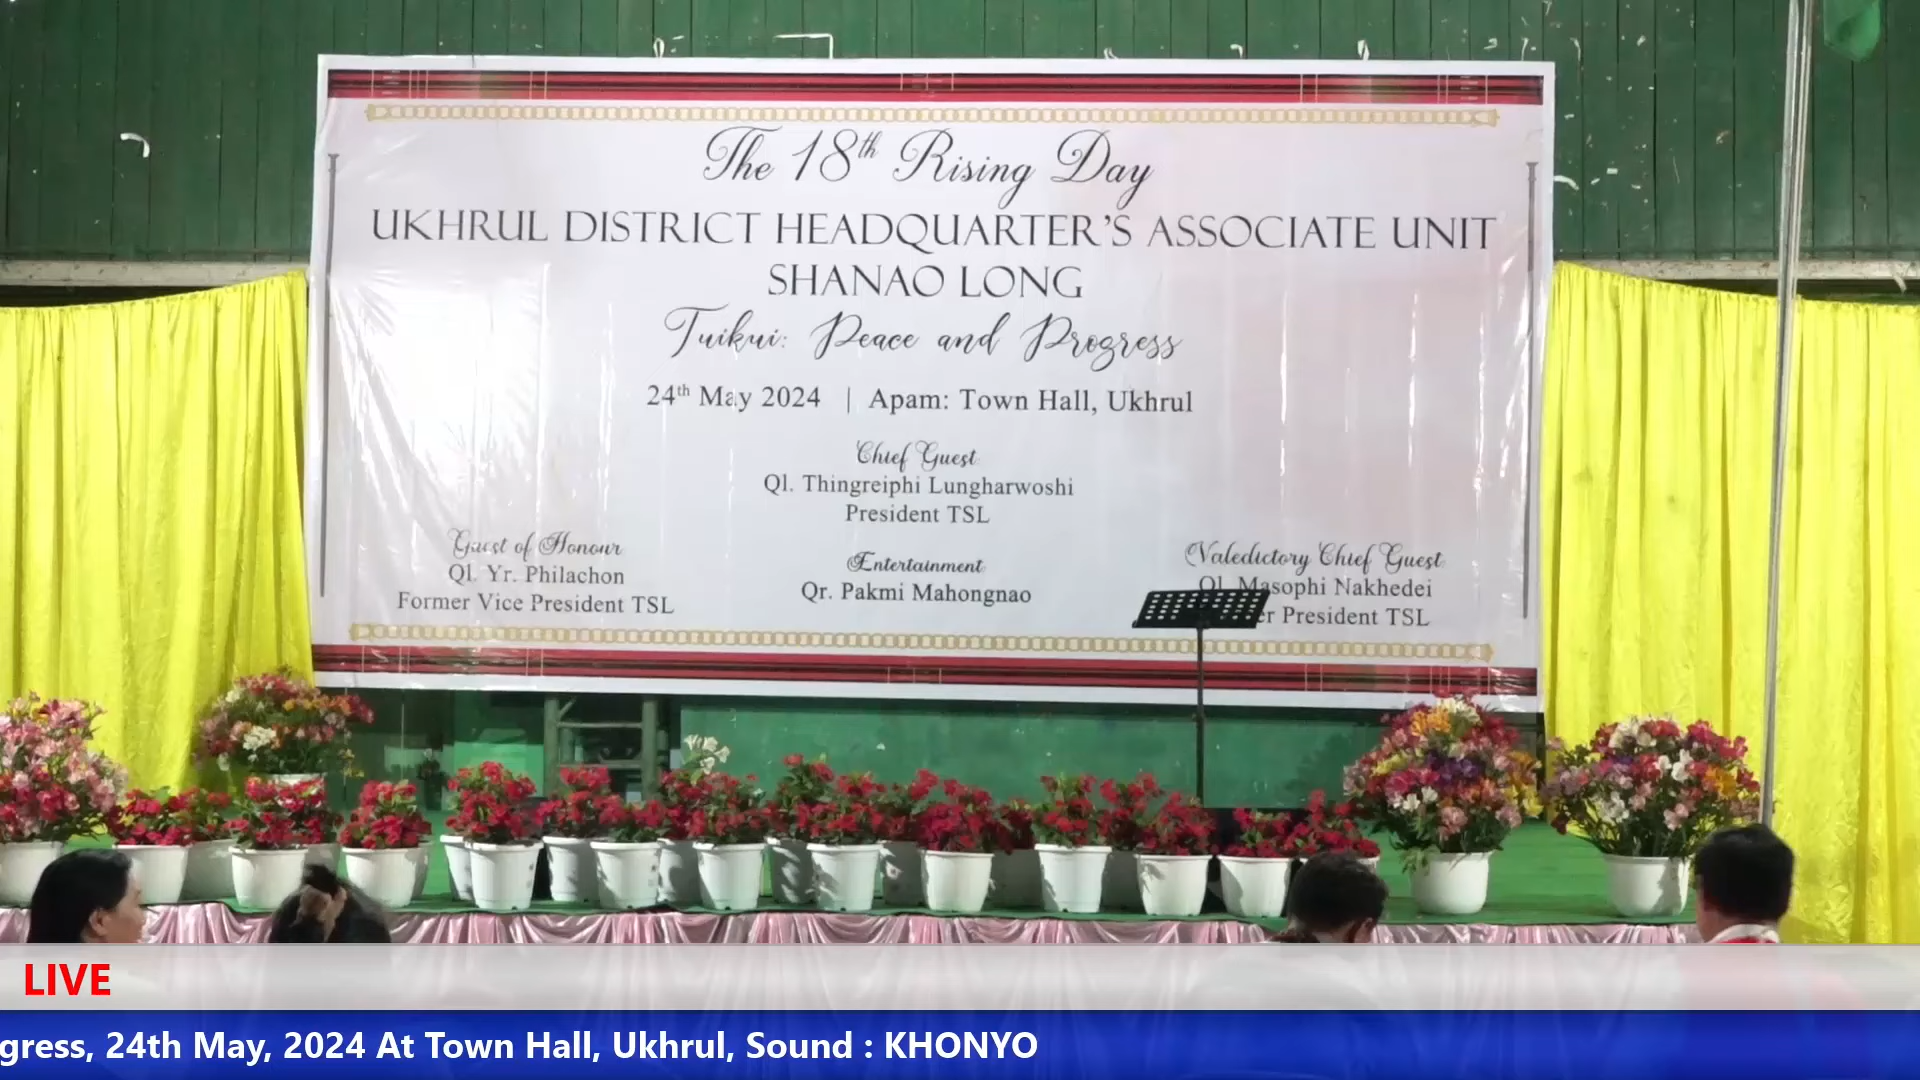 The 18th Rising Day
UKHRUL DISTRICT HEADQUARTER'S ASSOCIATE UNIT
SHANAO LONG
Tuikui: Peace and Progress
24th May 2024 | Apam: Town Hall, Ukhrul
Chief Guest
Ql. Thingreiphi Lungharwoshi
President TSL
Guest of Honour
Ql. Yr. Philachon
Former Vice President TSL
Entertainment
Qr. Pakmi Mahongnao
Valedictory Chief Guest
Ql. Masophi Nakhedei
President TSL
LIVE
gress, 24th May, 2024 At Town Hall, Ukhrul, Sound : KHONYO